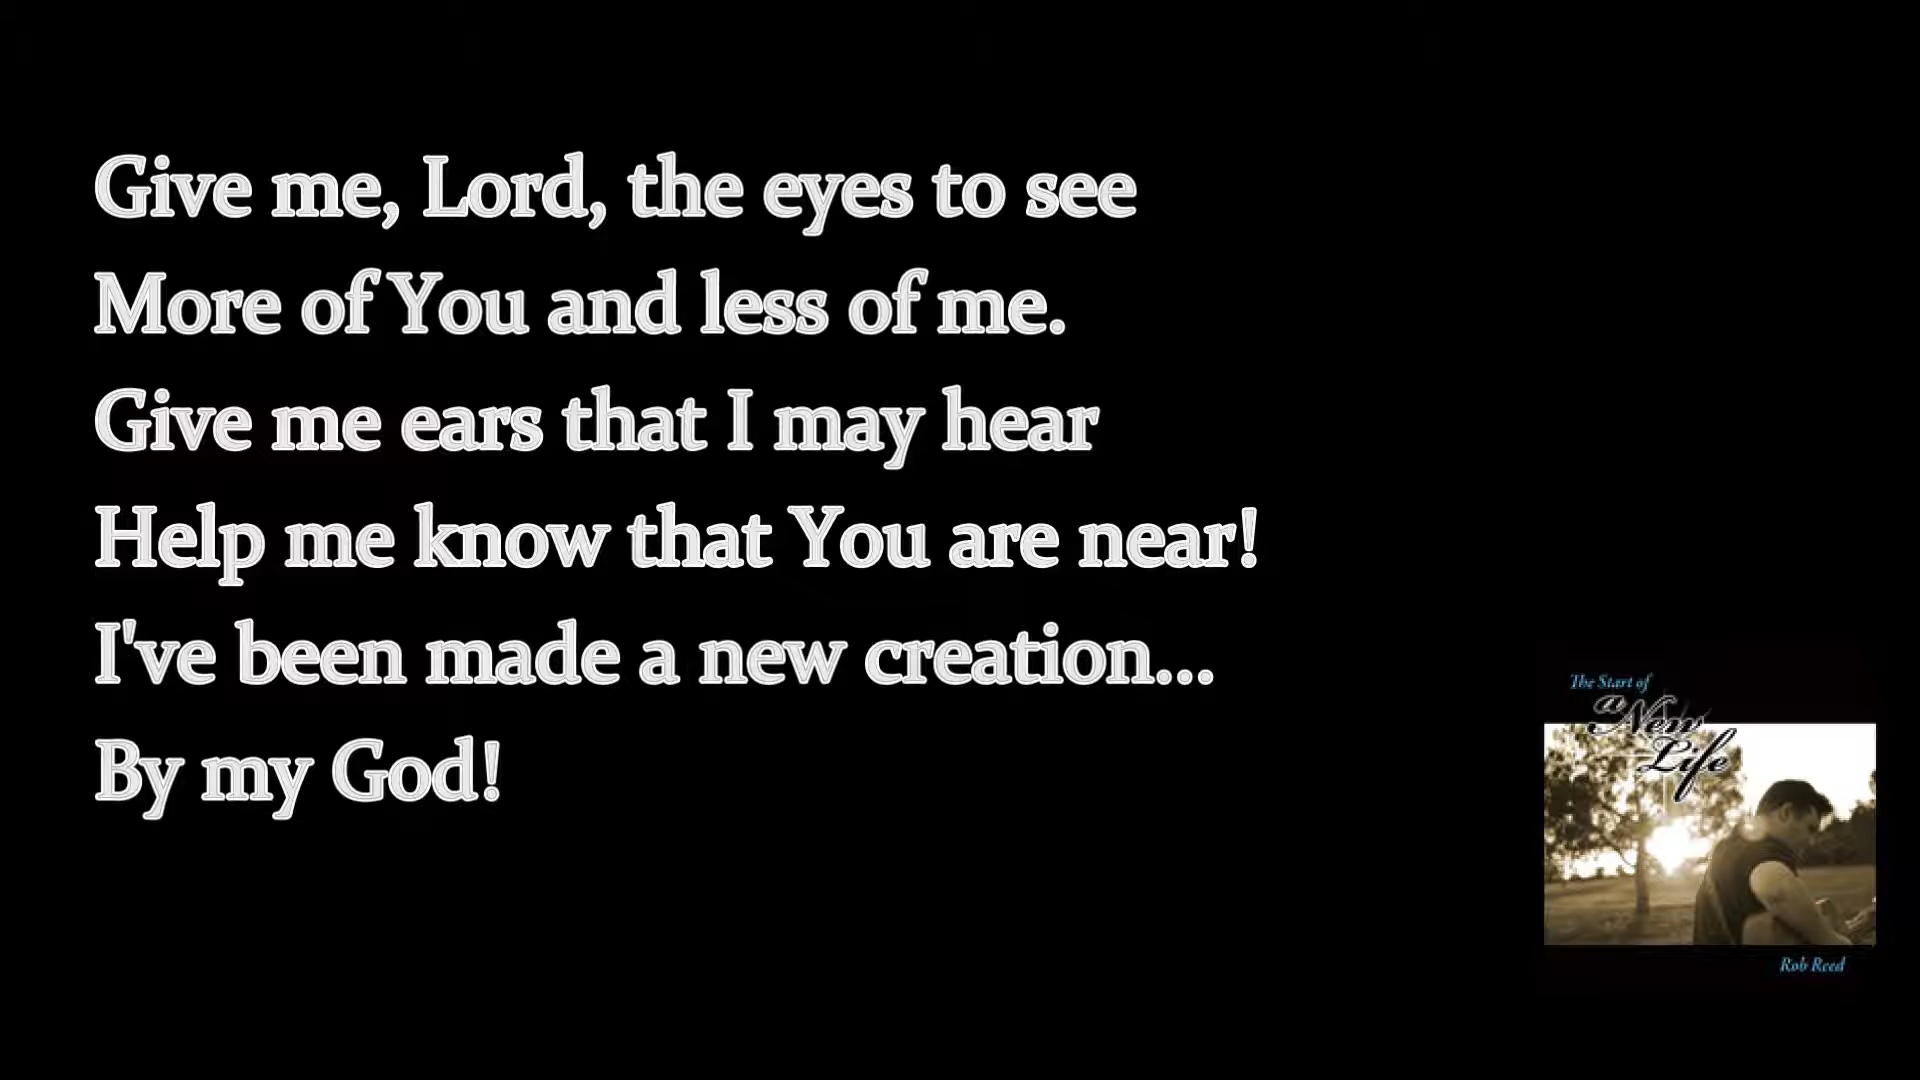 Give me, Lord, the eyes to see
More of You and less of me.
Give me ears that I may hear
Help me know that You are near!
I've been made a new creation...
By my God!
The Start of
a New
Life
Rob Reed